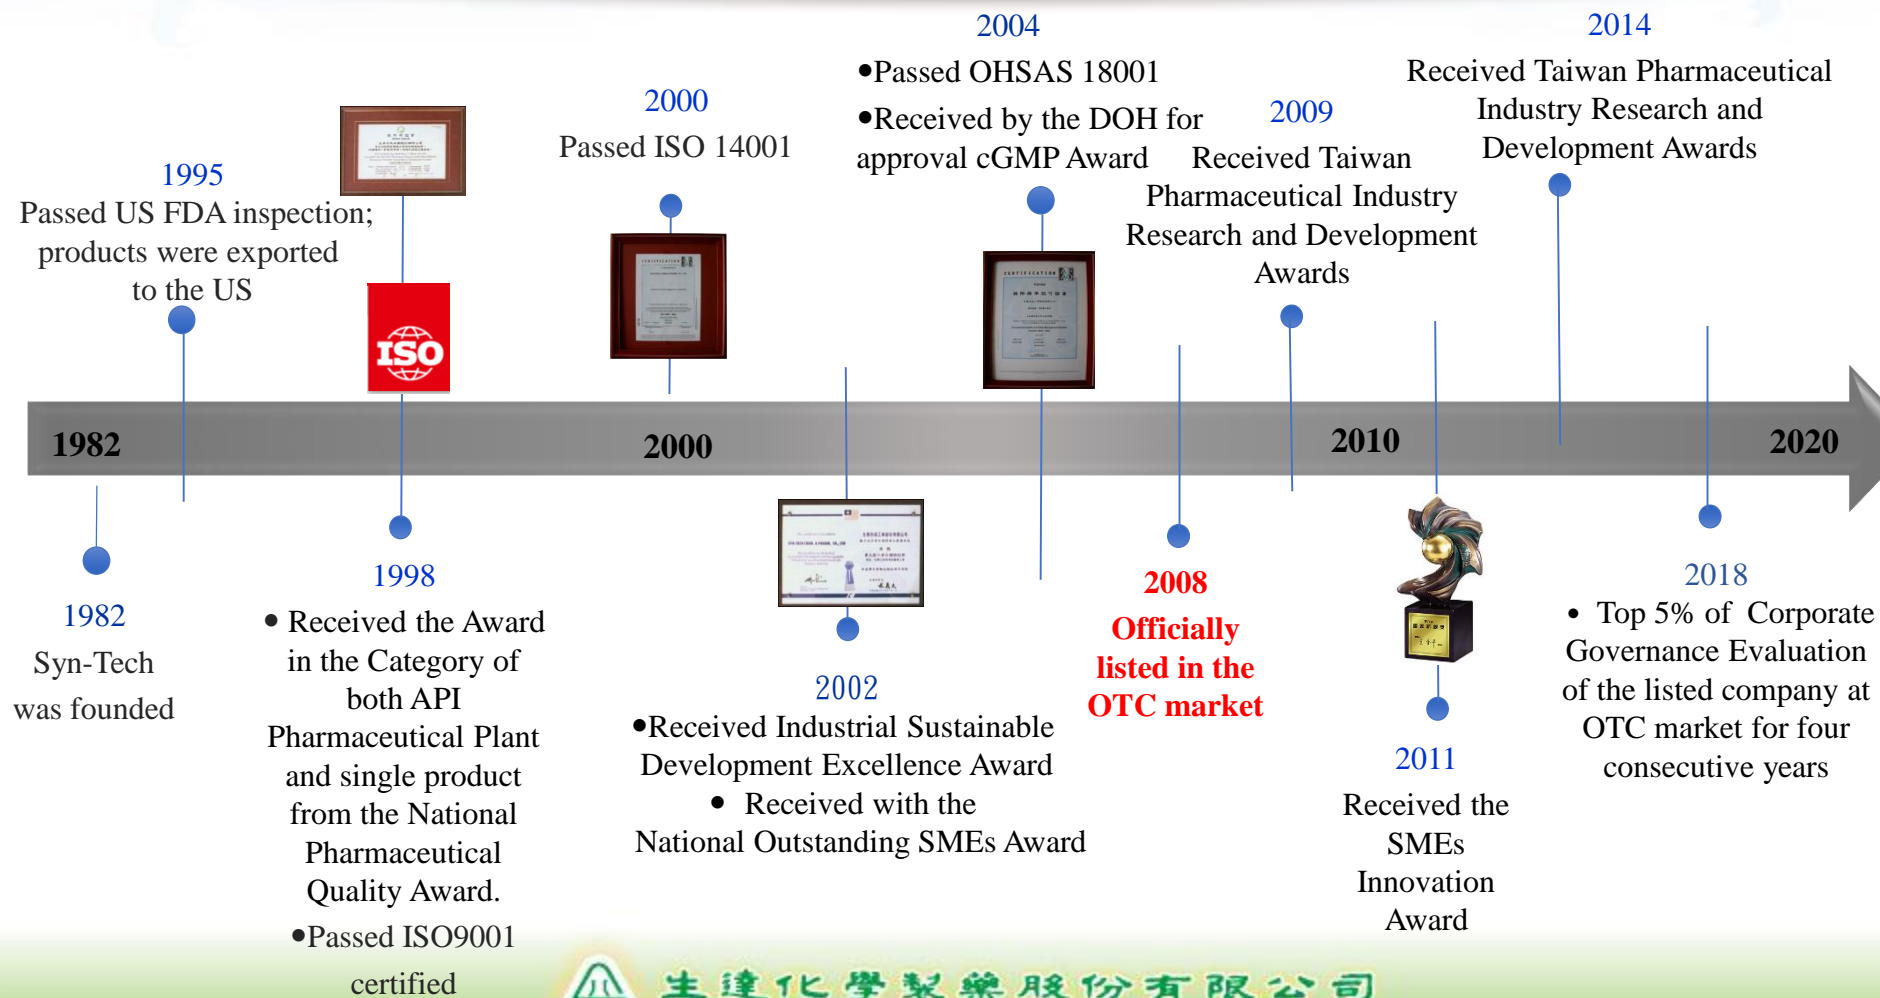 1995
Passed US FDA inspection;
products were exported
to the US
ISO
2000
Passed ISO 14001
2004
•Passed OHSAS 18001
•Received by the DOH for
approval cGMP Award
2009
Received Taiwan
Pharmaceutical Industry
Research and Development
Awards
2014
Received Taiwan Pharmaceutical
Industry Research and
Development Awards
CERTIFICATION
CERTIFICATION
1982
2000
2010
2020
1982
Syn-Tech
was founded
1998
• Received the Award
in the Category of
both API
Pharmaceutical Plant
and single product
from the National
Pharmaceutical
Quality Award.
•Passed ISO9001
certified
2002
•Received Industrial Sustainable
Development Excellence Award
• Received with the
National Outstanding SMEs Award
2008
Officially
listed in the
OTC market
2011
Received the
SMEs
Innovation
Award
2018
• Top 5% of Corporate
Governance Evaluation
of the listed company at
OTC market for four
consecutive years
生達化學製藥股份有限公司